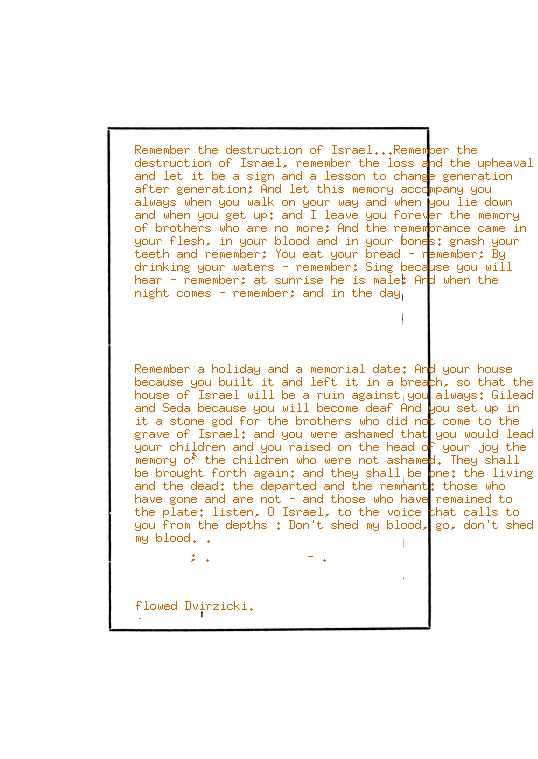 Remember the destruction of Israel...Remember the
destruction of Israel, remember the loss and the upheaval
and let it be a sign and a lesson to change generation
after generation; And let this memory accompany you
always when you walk on your way and when you lie down
and when you get up: and I leave you forever the memory
of brothers who are no more; And the remembrance came in
your flesh, in your blood and in your bones: gnash your
teeth and remember; You eat your bread - remember; By
drinking your waters - remember; Sing because you will
hear - remember; at sunrise he is male; And when the
night comes - remember; and in the day
Remember a holiday and a memorial date: And your house
because you built it and left it in a breach, so that the
house of Israel will be a ruin against you always: Gilead
and Seda because you will become deaf And you set up in
it a stone god for the brothers who did not come to the
grave of Israel: and you were ashamed that you would lead
your children and you raised on the head of your joy the
memory of the children who were not ashamed. They shall
be brought forth again: and they shall be one: the living
and the dead: the departed and the remnant: those who
have gone and are not - and those who have remained to
the plate: listen, O Israel, to the voice that calls to
you from the depths : Don't shed my blood, go, don't shed
my blood. .
; . - .
flowed Dvirzicki.